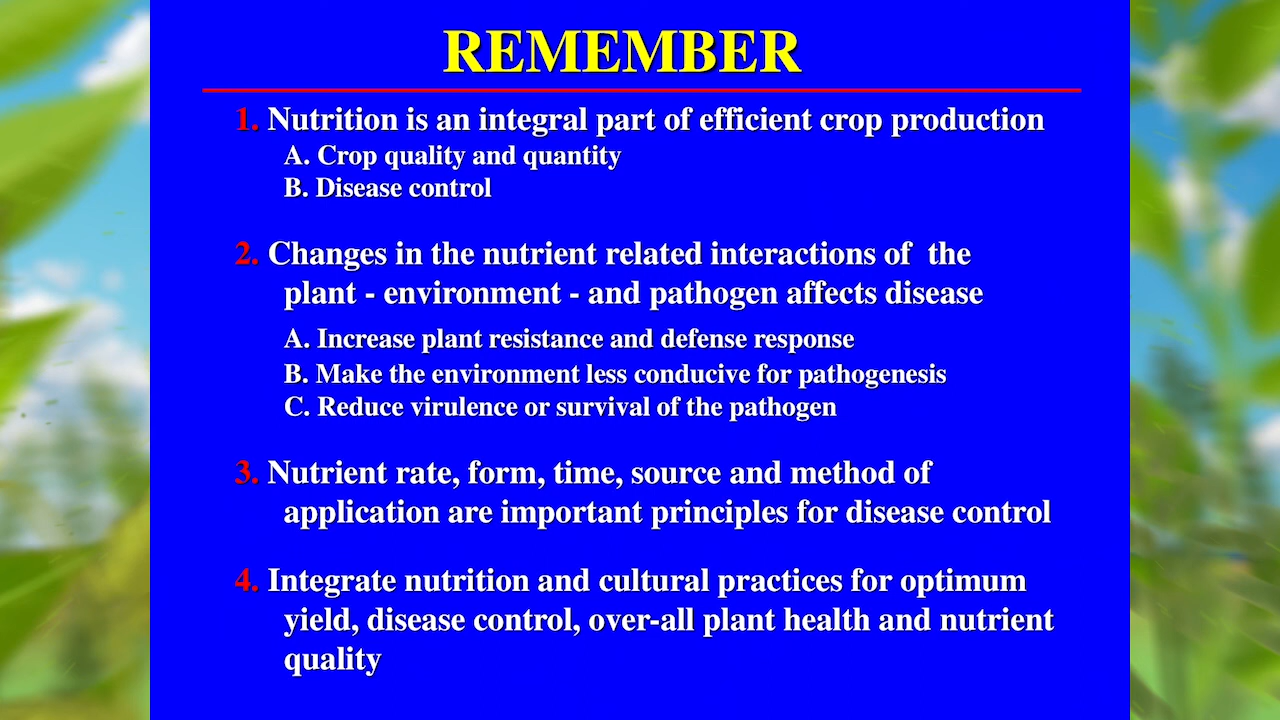 REMEMBER
1. Nutrition is an integral part of efficient crop production
A. Crop quality and quantity
B. Disease control
2. Changes in the nutrient related interactions of the
plant - environment - and pathogen affects disease
A. Increase plant resistance and defense response
B. Make the environment less conducive for pathogenesis
C. Reduce virulence or survival of the pathogen
3. Nutrient rate, form, time, source and method of
application are important principles for disease control
4. Integrate nutrition and cultural practices for optimum
yield, disease control, over-all plant health and nutrient
quality